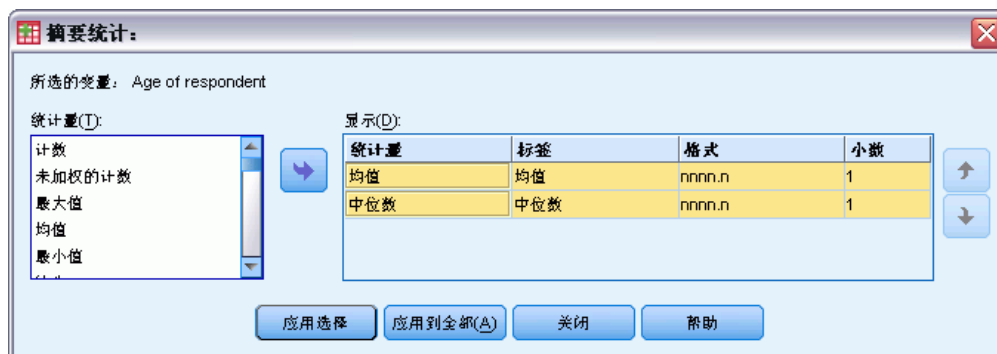 摘要统计：
所选的变量： Age of respondent
统计量(T):
计数
未加权的计数
最大值
均值
最小值
显示(D):
统计量 标签 格式 小数
均值 均值 nnnn.n 1
中位数 中位数 nnnn.n 1
应用选择 应用到全部(A) 关闭 帮助